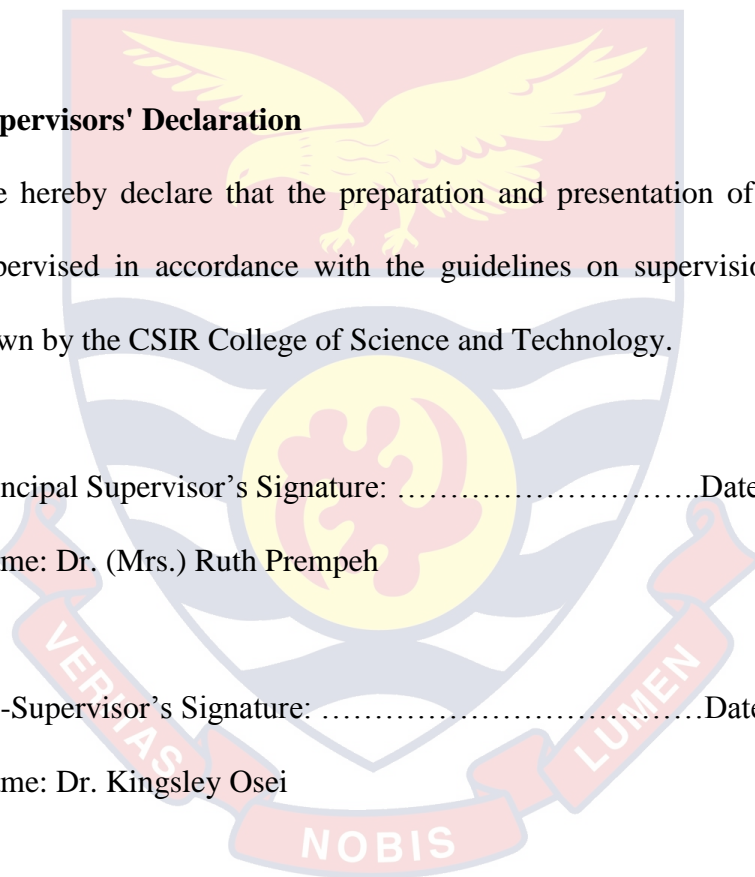 pervisors' Declaration
e hereby declare that the preparation and presentation of
pervised in accordance with the guidelines on supervisio
wn by the CSIR College of Science and Technology.
ncipal Supervisor’s Signature: ………………………..Date
me: Dr. (Mrs.) Ruth Prempeh
-Supervisor’s Signature: ………………………………Date
me: Dr. Kingsley Osei
VERITAS
NOBIS
LUMEN